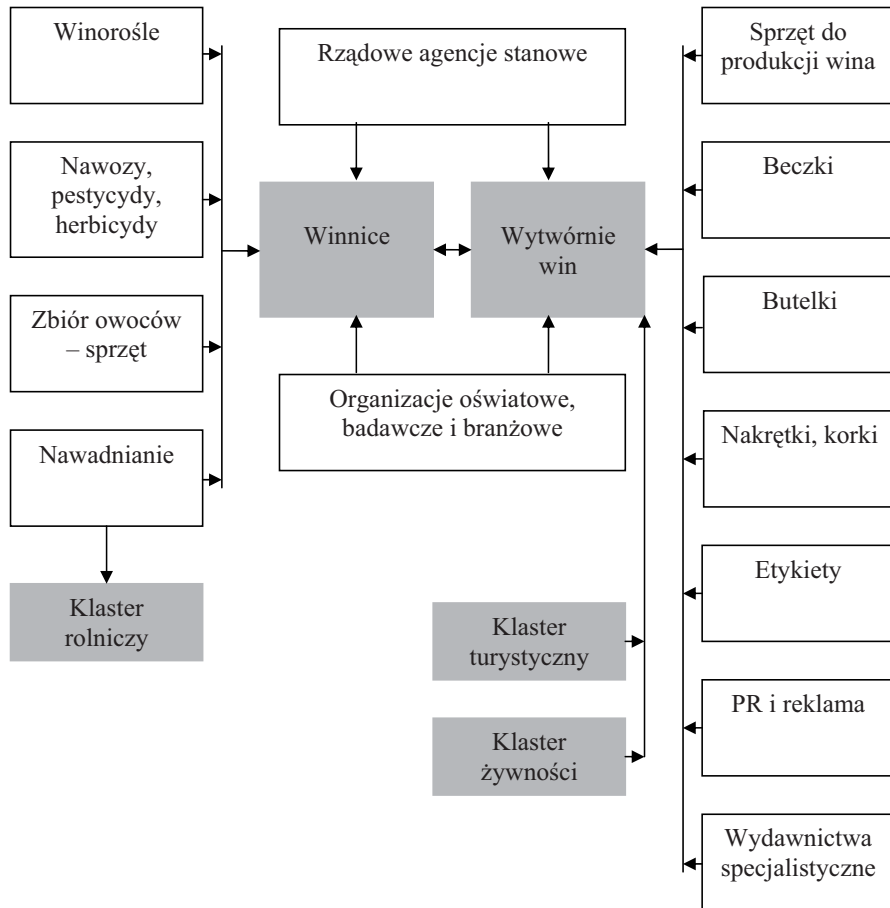 Winorośle
Nawozy,
pestycydy,
herbicydy
Zbiór owoców
– sprzęt
Nawadnianie
Klaster
rolniczy
Rządowe agencje stanowe
Winnice
Wytwórnie
win
Organizacje oświatowe,
badawcze i branżowe
Klaster
turystyczny
Klaster
żywności
Sprzęt do
produkcji wina
Beczki
Butelki
Nakrętki, korki
Etykiety
PR i reklama
Wydawnictwa
specjalistyczne